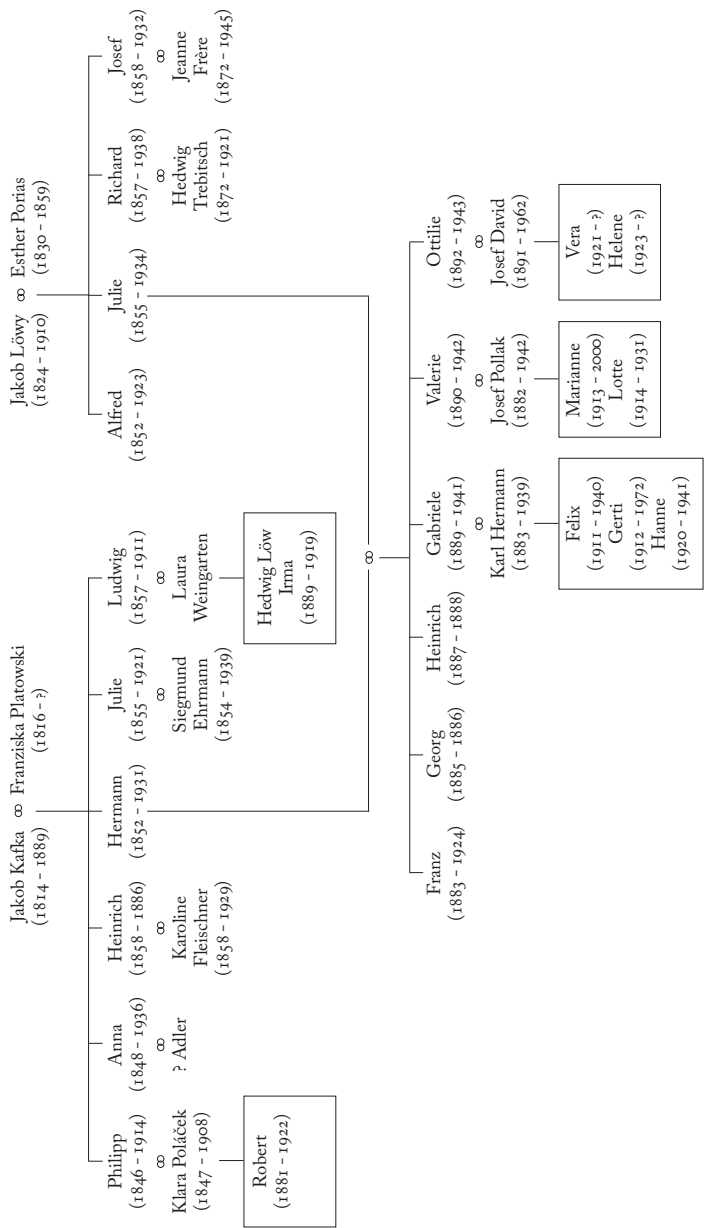 Jakob Kafka ∞ Franziska Platowski
(1814 – 1889) (1816 – ?)
Jakob Löwy ∞ Esther Porias
(1824 – 1910) (1830 – 1859)
Philipp
(1846 – 1914)
∞
Klara Poláček
(1847 – 1908)
Robert
(1881 – 1922)
Anna
(1848 – 1936)
∞
? Adler
Heinrich
(1858 – 1886)
∞
Karoline
Fleischner
(1858 – 1929)
Hermann
(1852 – 1931)
Julie
(1855 – 1921)
∞
Siegmund
Ehrmann
(1854 – 1939)
Ludwig
(1857 – 1911)
∞
Laura
Weingarten
Hedwig Löw
Irma
(1889 – 1919)
Alfred
(1852 – 1923)
Julie
(1855 – 1934)
Richard
(1857 – 1938)
∞
Hedwig
Trebitsch
(1872 – 1921)
Josef
(1858 – 1932)
∞
Jeanne
Frère
(1872 – 1945)
∞
Franz
(1883 – 1924)
Georg
(1885 – 1886)
Heinrich
(1887 – 1888)
Gabriele
(1889 – 1941)
∞
Karl Hermann
(1883 – 1939)
Felix
(1911 – 1940)
Gerti
(1912 – 1972)
Hanne
(1920 – 1941)
Valerie
(1890 – 1942)
∞
Josef Pollak
(1882 – 1942)
Marianne
(1913 – 2000)
Lotte
(1914 – 1931)
Ottilie
(1892 – 1943)
∞
Josef David
(1891 – 1962)
Vera
(1921 – ?)
Helene
(1923 – ?)